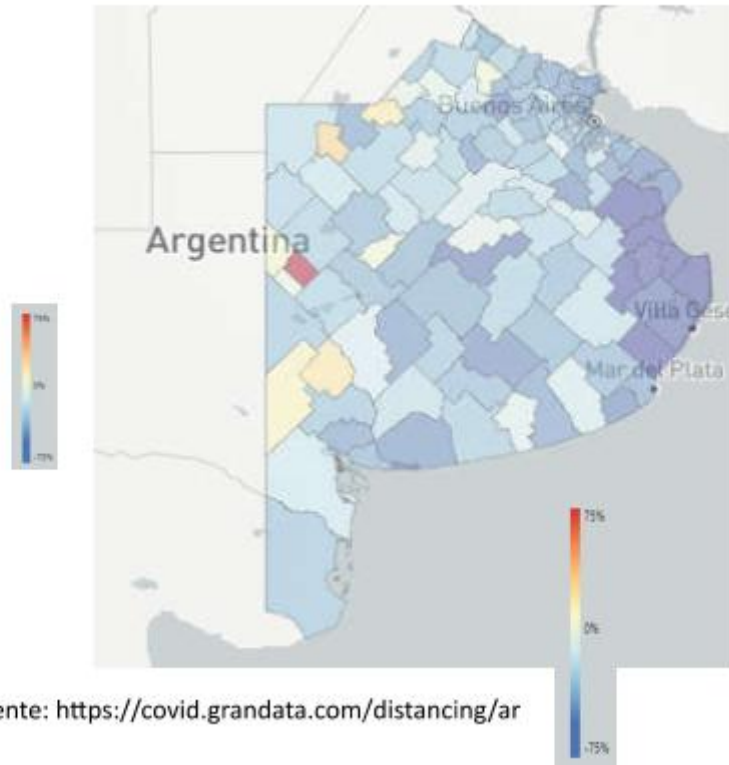 Buenos Aires
Argentina
Villa Gese
Mar del Plata
75%
0%
-75%
75%
0%
-75%
ente: https://covid.grandata.com/distancing/ar